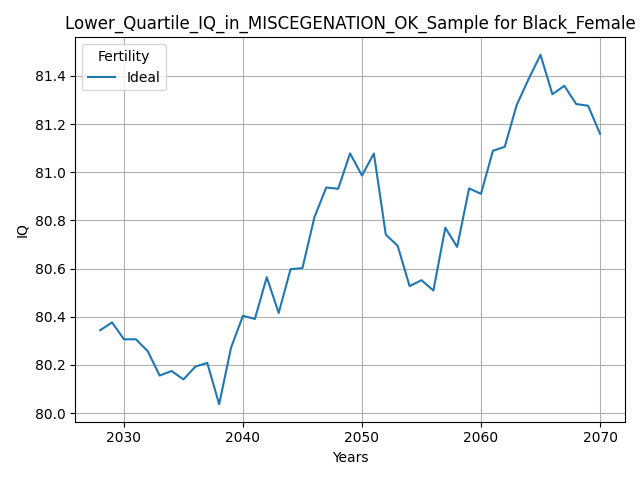 Lower_Quartile_IQ_in_MISCEGENATION_OK_Sample for Black_Female
Fertility
Ideal
81.4
81.2
81.0
80.8
80.6
80.4
80.2
80.0
IQ
2030 2040 2050 2060 2070
Years